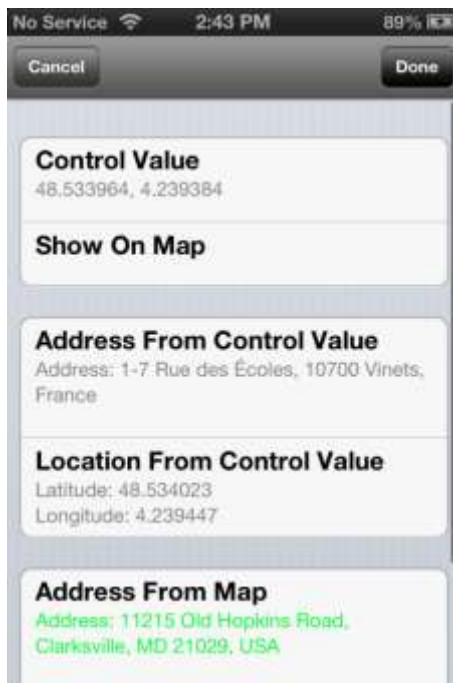 No Service 2:43 PM 89%
Cancel Done
Control Value
48.533964, 4.239384
Show On Map
Address From Control Value
Address: 1-7 Rue des Écoles, 10700 Vinets,
France
Location From Control Value
Latitude: 48.534023
Longitude: 4.239447
Address From Map
Address: 11215 Old Hopkins Road,
Clarksville, MD 21029, USA